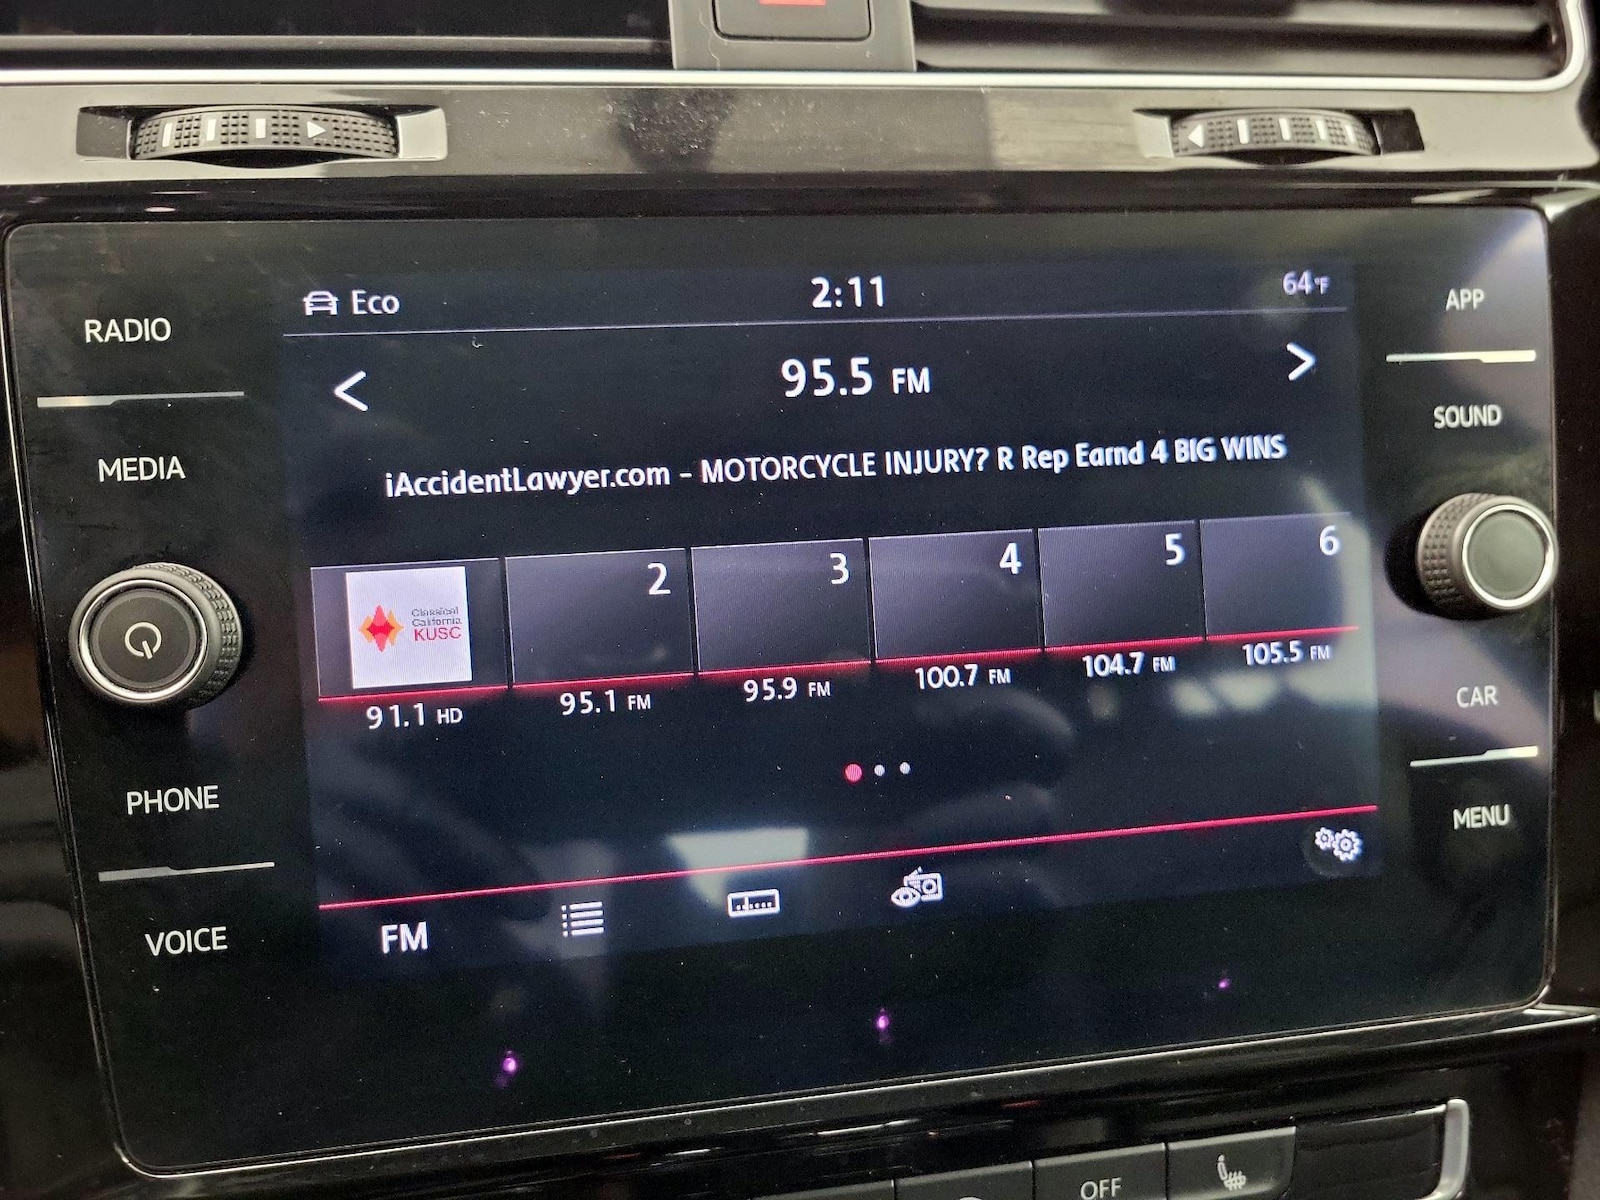 Eco 2:11 64°F
RADIO
APP
95.5 FM
SOUND
MEDIA
iAccidentLawyer.com - MOTORCYCLE INJURY? R Rep Earnd 4 BIG WINS
2 3 4 5 6
Classical
California
KUSC
91.1 HD 95.1 FM 95.9 FM 100.7 FM 104.7 FM 105.5 FM
CAR
PHONE
MENU
VOICE
FM
OFF